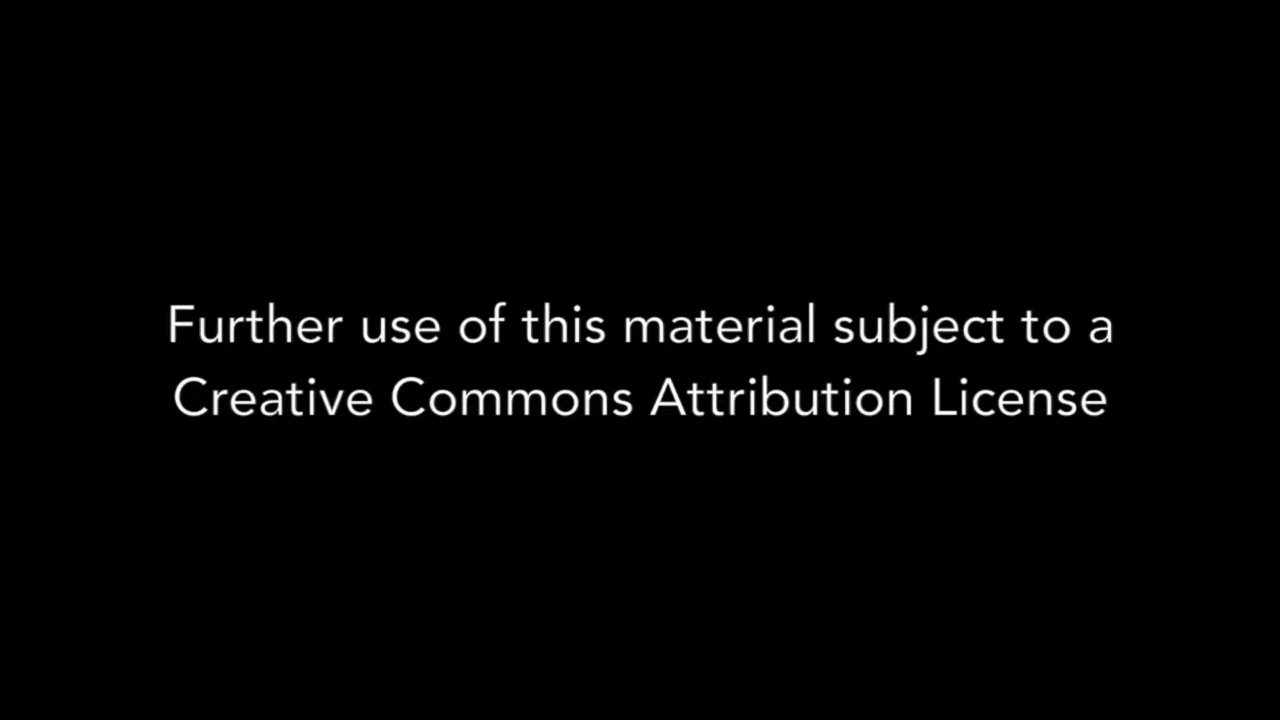 Further use of this material subject to a
Creative Commons Attribution License